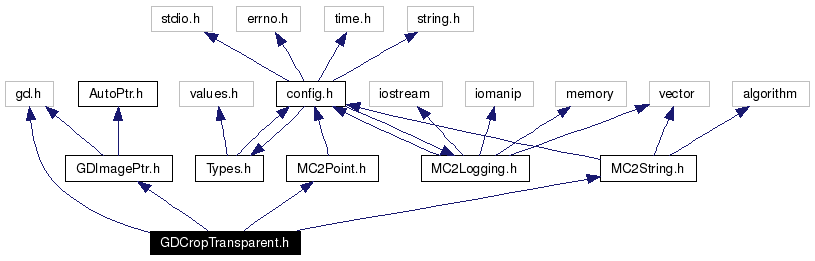 stdio.h
errno.h
time.h
string.h
gd.h
AutoPtr.h
values.h
config.h
iostream
iomanip
memory
vector
algorithm
GDImagePtr.h
Types.h
MC2Point.h
MC2Logging.h
MC2String.h
GDCropTransparent.h